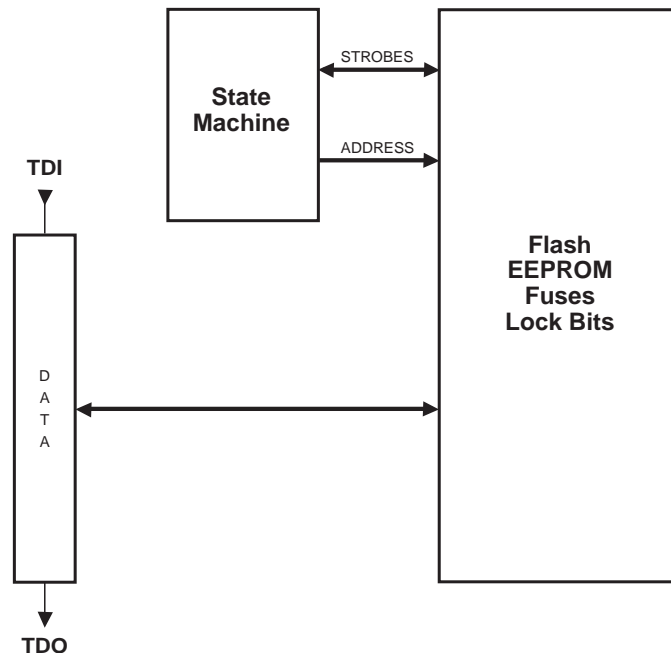 STROBES
State
Machine
ADDRESS
TDI
Flash
EEPROM
Fuses
Lock Bits
D
A
T
A
TDO